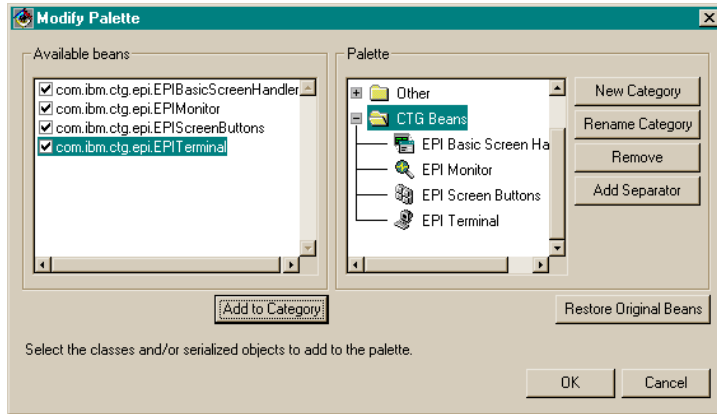 Modify Palette
Available beans
com.ibm.ctg.epi.EPIBasicScreenHandler
com.ibm.ctg.epi.EPIMonitor
com.ibm.ctg.epi.EPIScreenButtons
com.ibm.ctg.epi.EPITerminal
Palette
Other
CTG Beans
EPI Basic Screen Ha
EPI Monitor
EPI Screen Buttons
EPI Terminal
New Category
Rename Category
Remove
Add Separator
Add to Category
Restore Original Beans
Select the classes and/or serialized objects to add to the palette.
OK
Cancel